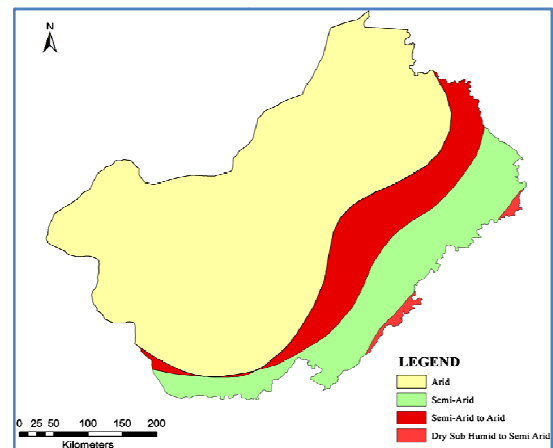 N
LEGEND
Arid
Semi-Arid
Semi-Arid to Arid
Dry Sub Humid to Semi Arid
0 25 50 100 150 200
Kilometers